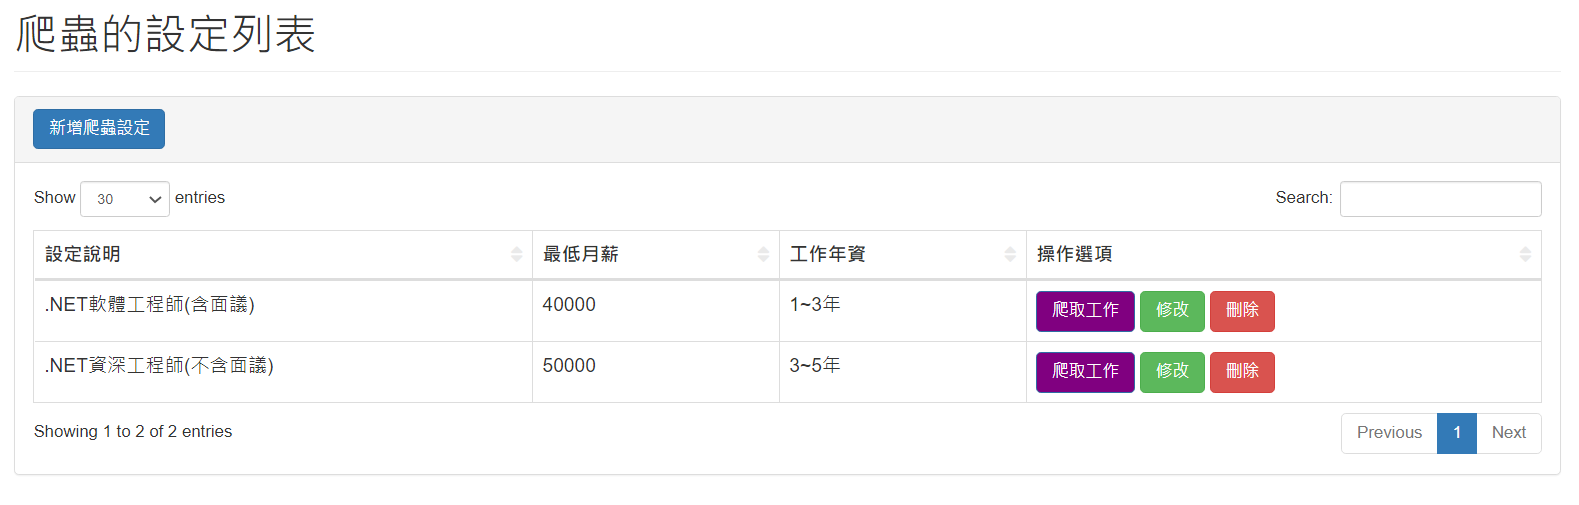 爬蟲的設定列表
新增爬蟲設定
Show 30 entries Search:
設定說明 最低月薪 工作年資 操作選項
.NET軟體工程師(含面議) 40000 1~3年 爬取工作 修改 刪除
.NET資深工程師(不含面議) 50000 3~5年 爬取工作 修改 刪除
Showing 1 to 2 of 2 entries Previous 1 Next